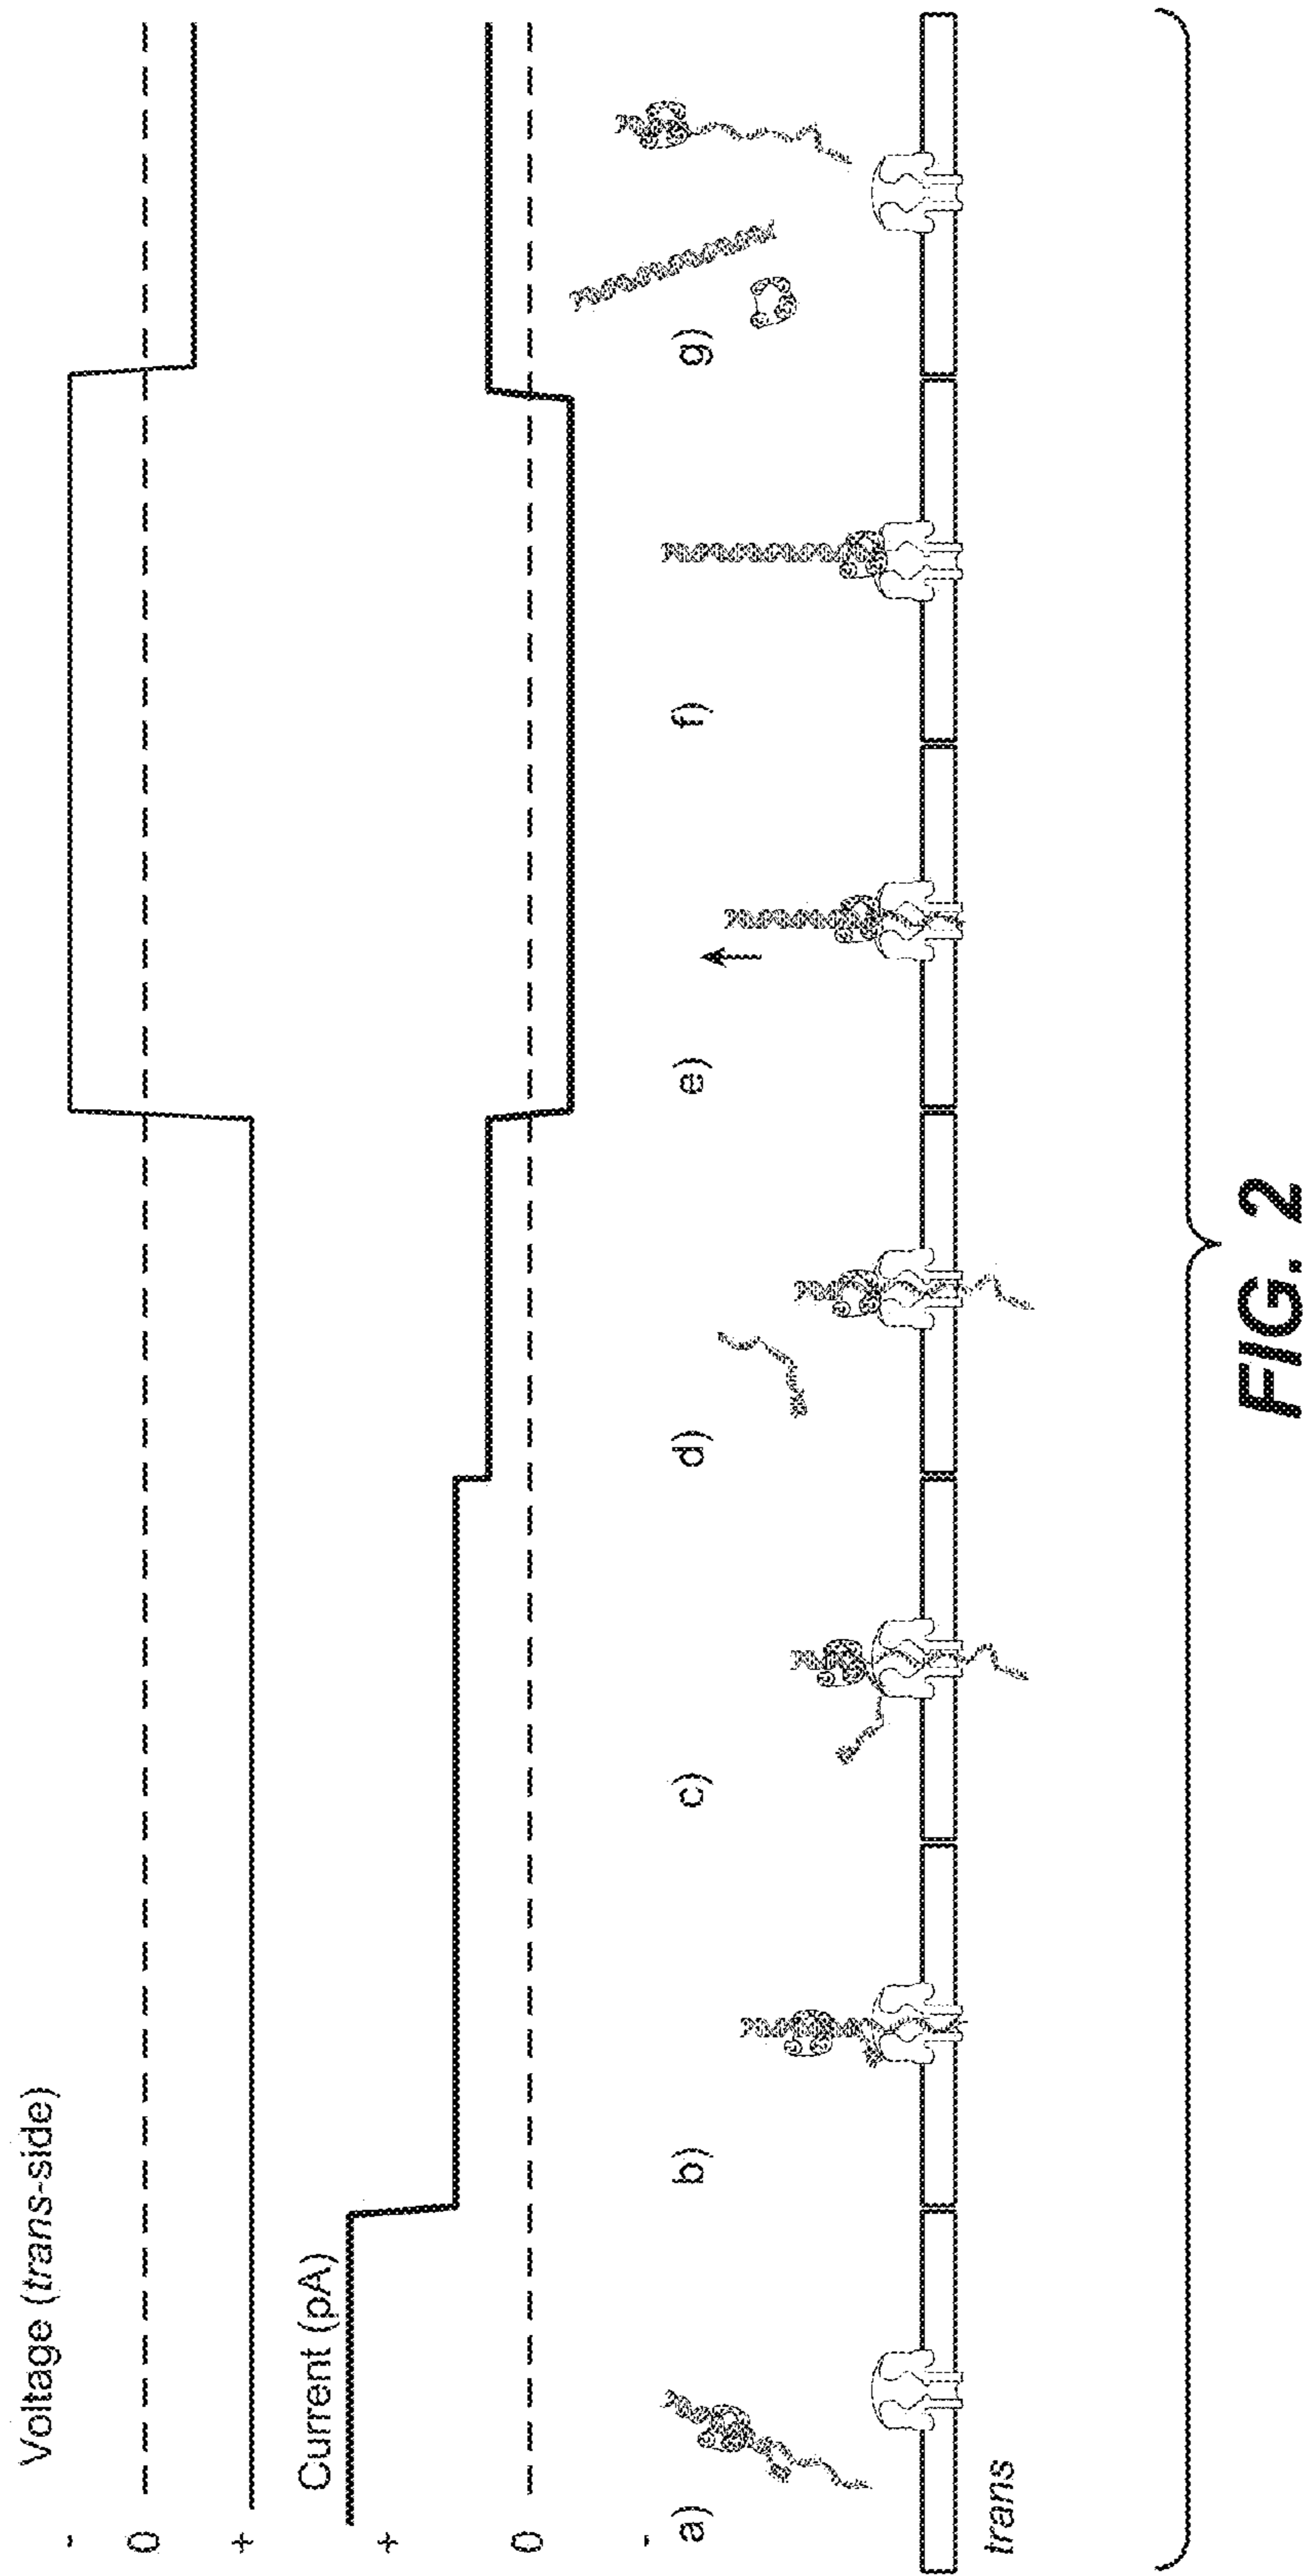 Voltage (trans-side)
-
0
+
Current (pA)
+
0
-
a)
b)
c)
d)
e)
f)
g)
trans
FIG. 2